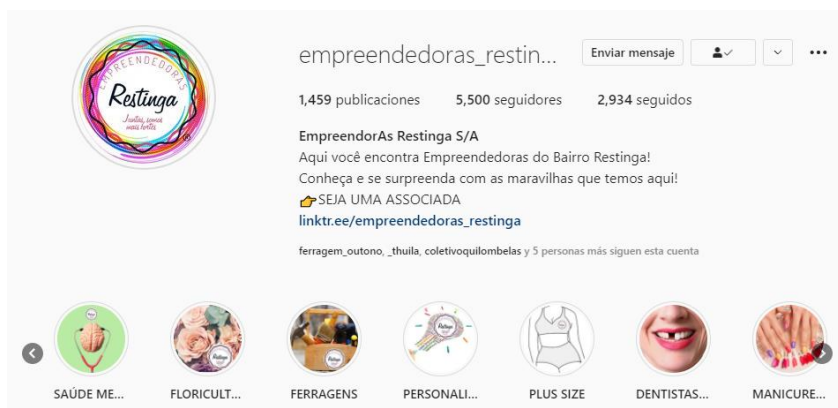 empreendedoras_restin... Enviar mensaje
1,459 publicaciones 5,500 seguidores 2,934 seguidos
EmpreendorAs Restinga S/A
Aqui você encontra Empreendedoras do Bairro Restinga!
Conheça e se surpreenda com as maravilhas que temos aqui!
👉SEJA UMA ASSOCIADA
linktr.ee/empreendedoras_restinga
ferragem_outono, _thuila, coletivoquilombelas y 5 personas más siguen esta cuenta
EMPREENDEDORAS
Restinga
Juntas somos
mais fortes
®
SAÚDE ME... FLORICULT... FERRAGENS PERSONALI... PLUS SIZE DENTISTAS... MANICURE...